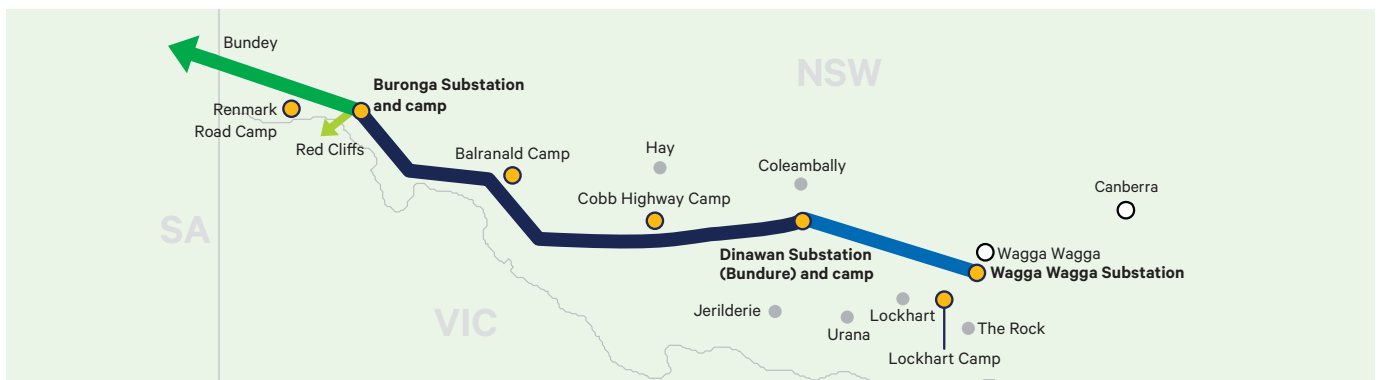 Bundey
NSW
Buronga Substation
and camp
Renmark
Road Camp
Red Cliffs
Balranald Camp
Hay
Coleambally
Canberra
Cobb Highway Camp
SA
Dinawan Substation
(Bundure) and camp
Wagga Wagga
Wagga Wagga Substation
VIC
Jerilderie
Urana
Lockhart
The Rock
Lockhart Camp